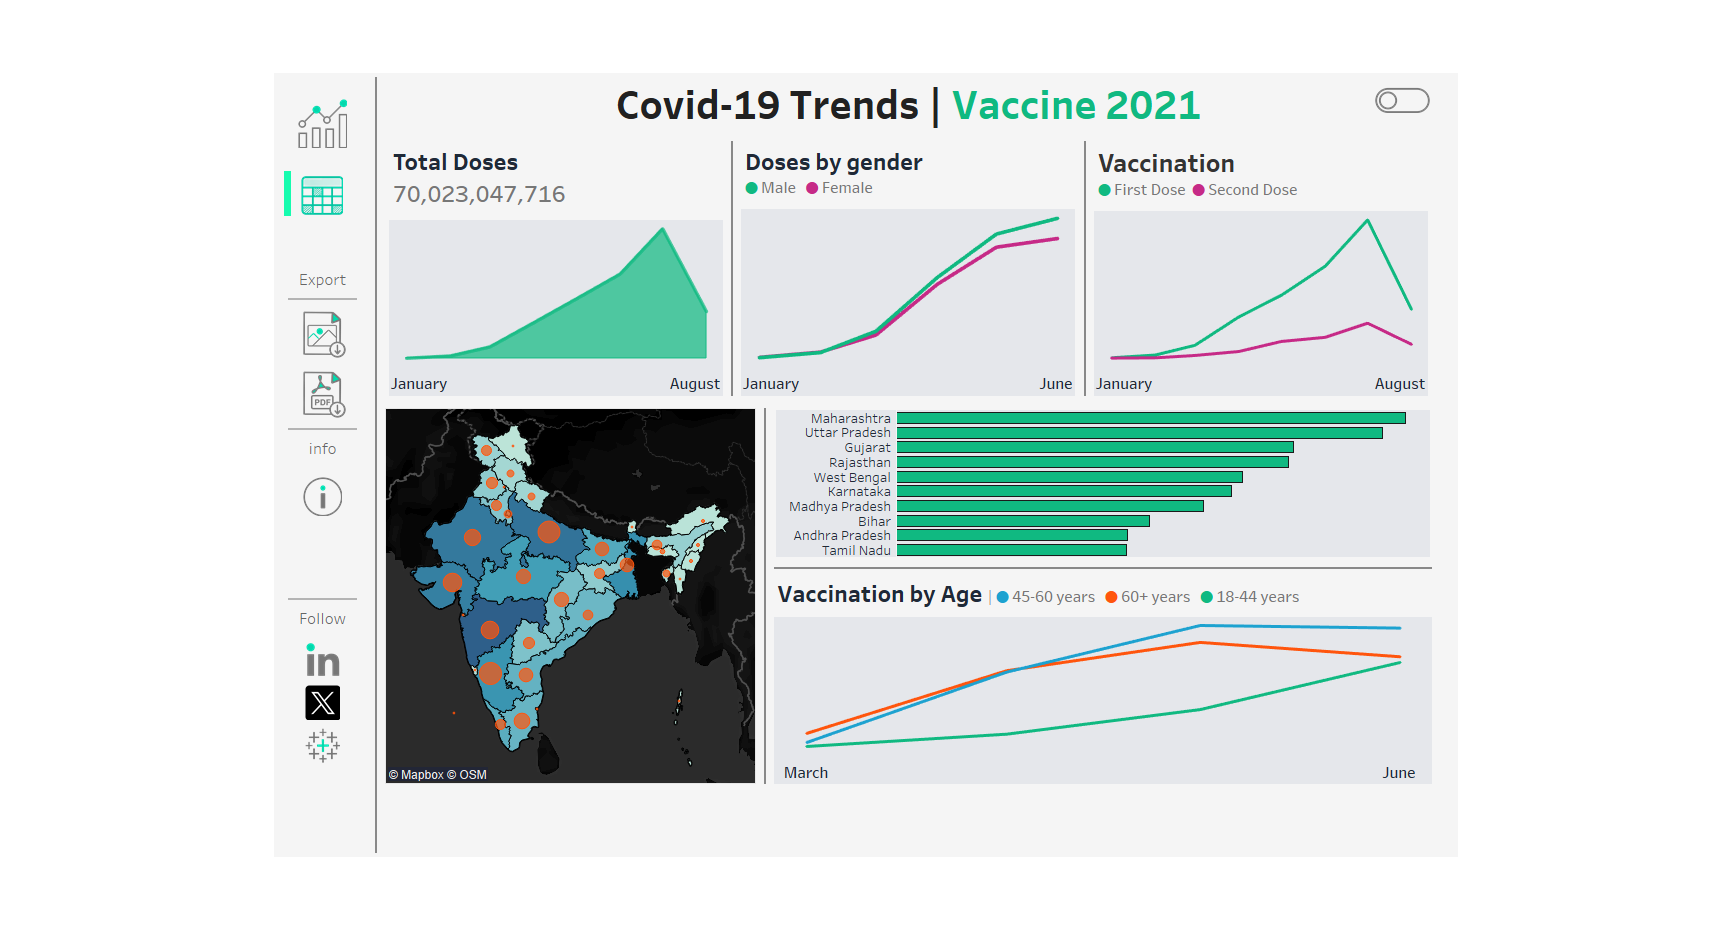 Covid-19 Trends | Vaccine 2021
Total Doses
70,023,047,716
January
August
Doses by gender
Male Female
January
June
Vaccination
First Dose Second Dose
January
August
Export
PDF
info
i
Follow
in
X
© Mapbox © OSM
Maharashtra
Uttar Pradesh
Gujarat
Rajasthan
West Bengal
Karnataka
Madhya Pradesh
Bihar
Andhra Pradesh
Tamil Nadu
Vaccination by Age | 45-60 years 60+ years 18-44 years
March
June